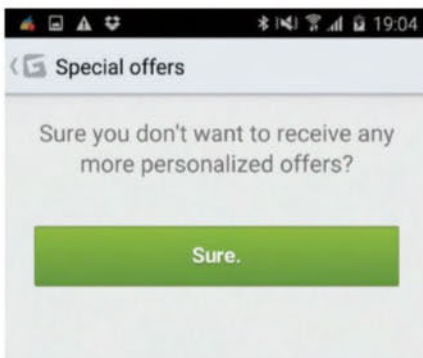 19:04
Special offers
Sure you don't want to receive any
more personalized offers?
Sure.